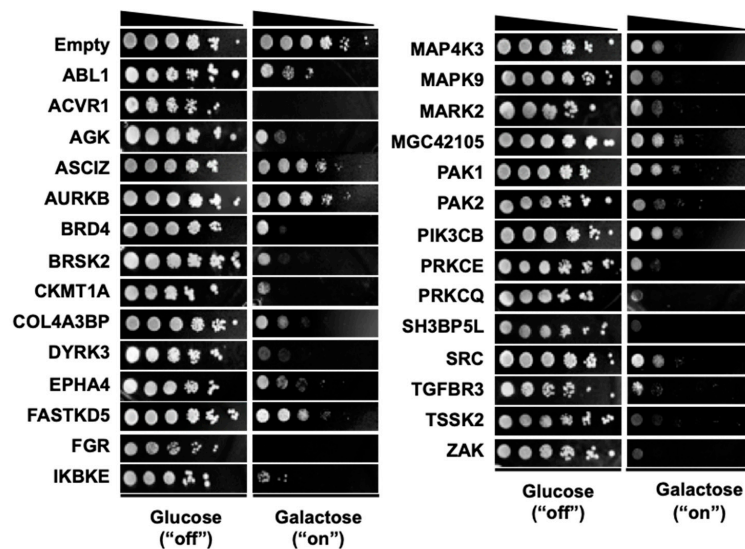 Empty
ABL1
ACVR1
AGK
ASCIZ
AURKB
BRD4
BRSK2
CKMT1A
COL4A3BP
DYRK3
EPHA4
FASTKD5
FGR
IKBKE
Glucose
("off")
Galactose
("on")
MAP4K3
MAPK9
MARK2
MGC42105
PAK1
PAK2
PIK3CB
PRKCE
PRKCQ
SH3BP5L
SRC
TGFBR3
TSSK2
ZAK
Glucose
("off")
Galactose
("on")